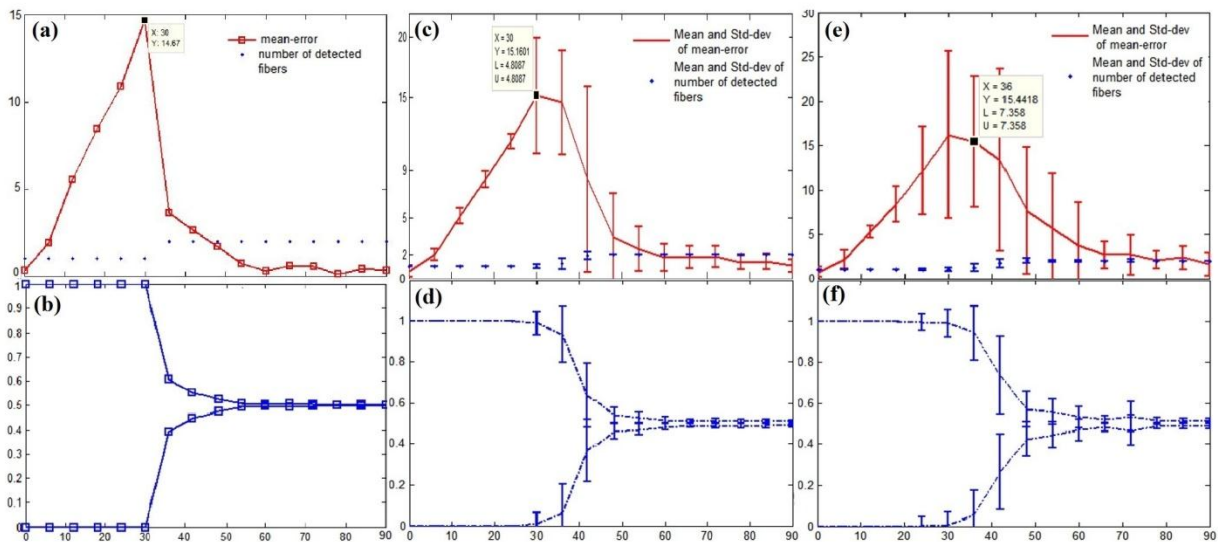 (a)
15
10
5
0
X: 30
Y: 14.67
mean-error
number of detected
fibers
(c)
20
15
9
5
2
0
X = 30
Y = 15.1601
L = 4.8087
U = 4.8087
Mean and Std-dev
of mean-error
Mean and Std-dev of
number of detected
fibers
(e)
30
25
20
15
10
5
0
X = 36
Y = 15.4418
L = 7.358
U = 7.358
Mean and Std-dev
of mean-error
Mean and Std-dev of
number of detected
fibers
(b)
1
0.9
0.8
0.7
0.6
0.5
0.4
0.3
0.2
0.1
0
0 10 20 30 40 50 60 70 80 90
(d)
1
0.8
0.6
0.4
0.2
0
0 10 20 30 40 50 60 70 80 90
(f)
1
0.8
0.6
0.4
0.2
0
0 10 20 30 40 50 60 70 80 90